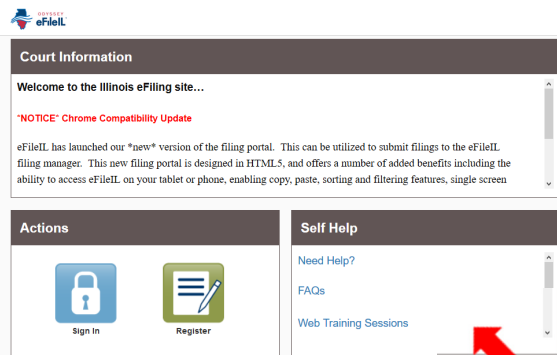 ODYSSEY
eFileIL
Court Information
Welcome to the Illinois eFiling site…
*NOTICE* Chrome Compatibility Update
eFileIL has launched our *new* version of the filing portal. This can be utilized to submit filings to the eFileIL
filing manager. This new filing portal is designed in HTML5, and offers a number of added benefits including the
ability to access eFileIL on your tablet or phone, enabling copy, paste, sorting and filtering features, single screen
Actions
Sign In
Register
Self Help
Need Help?
FAQs
Web Training Sessions